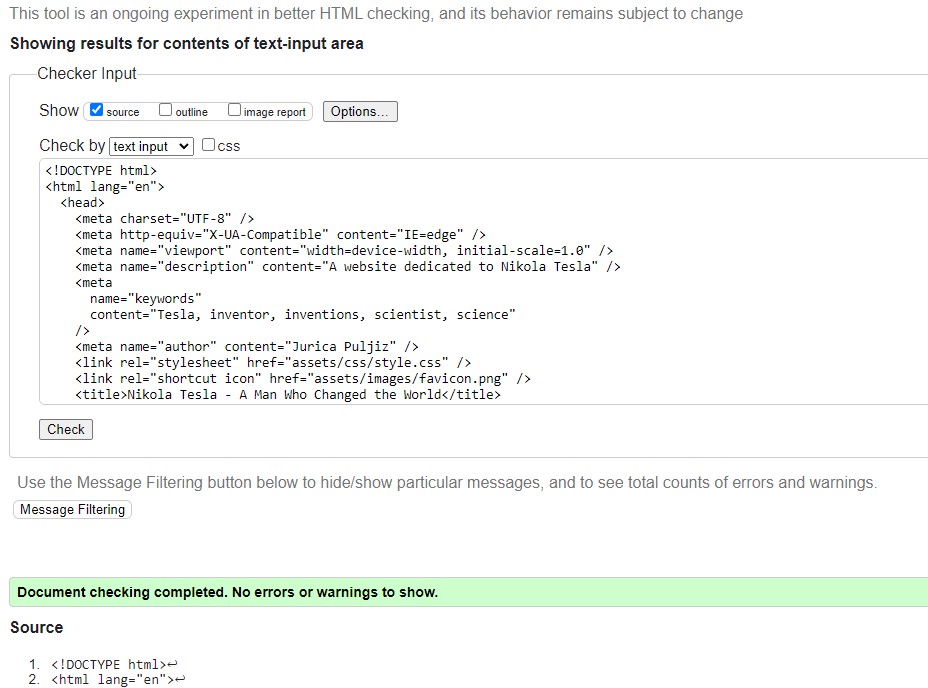 This tool is an ongoing experiment in better HTML checking, and its behavior remains subject to change
Showing results for contents of text-input area
Checker Input
Show source outline image report Options...
Check by text input css
<!DOCTYPE html>
<html lang="en">
<head>
<meta charset="UTF-8" />
<meta http-equiv="X-UA-Compatible" content="IE=edge" />
<meta name="viewport" content="width=device-width, initial-scale=1.0" />
<meta name="description" content="A website dedicated to Nikola Tesla" />
<meta
name="keywords"
content="Tesla, inventor, inventions, scientist, science"
/>
<meta name="author" content="Jurica Puljiz" />
<link rel="stylesheet" href="assets/css/style.css" />
<link rel="shortcut icon" href="assets/images/favicon.png" />
<title>Nikola Tesla - A Man Who Changed the World</title>
Check
Use the Message Filtering button below to hide/show particular messages, and to see total counts of errors and warnings.
Message Filtering
Document checking completed. No errors or warnings to show.
Source
1. <!DOCTYPE html>↩
2. <html lang="en">↩